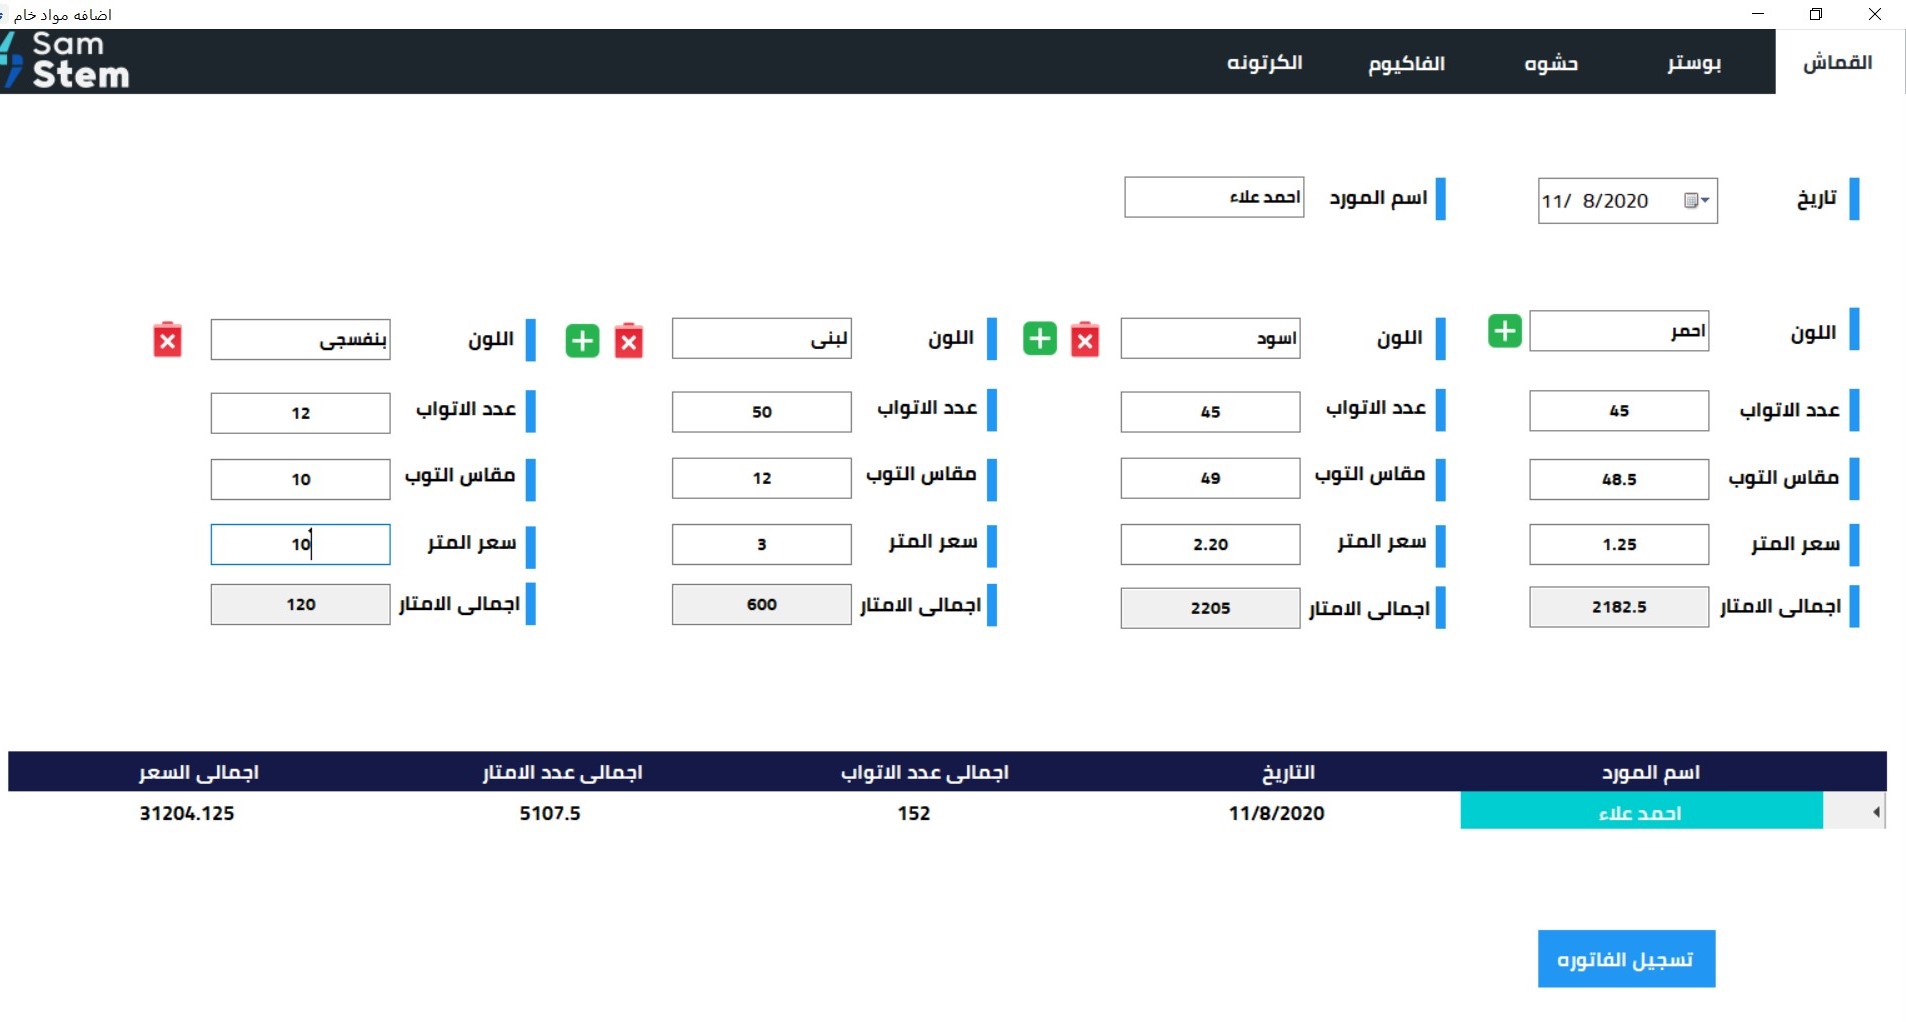 اضافه مواد خام
Sam
Stem
القماش بوستر حشوه الفاكيوم الكرتونه
تاريخ 11/ 8/2020 اسم المورد احمد علاء
اللون احمر اللون اسود اللون لبنى اللون بنفسجى
عدد الاتواب 45 عدد الاتواب 45 عدد الاتواب 50 عدد الاتواب 12
مقاس التوب 48.5 مقاس التوب 49 مقاس التوب 12 مقاس التوب 10
سعر المتر 1.25 سعر المتر 2.20 سعر المتر 3 سعر المتر 10
اجمالى الامتار 2182.5 اجمالى الامتار 2205 اجمالى الامتار 600 اجمالى الامتار 120
اسم المورد التاريخ اجمالى عدد الاتواب اجمالى عدد الامتار اجمالى السعر
احمد علاء 11/8/2020 152 5107.5 31204.125
تسجيل الفاتوره